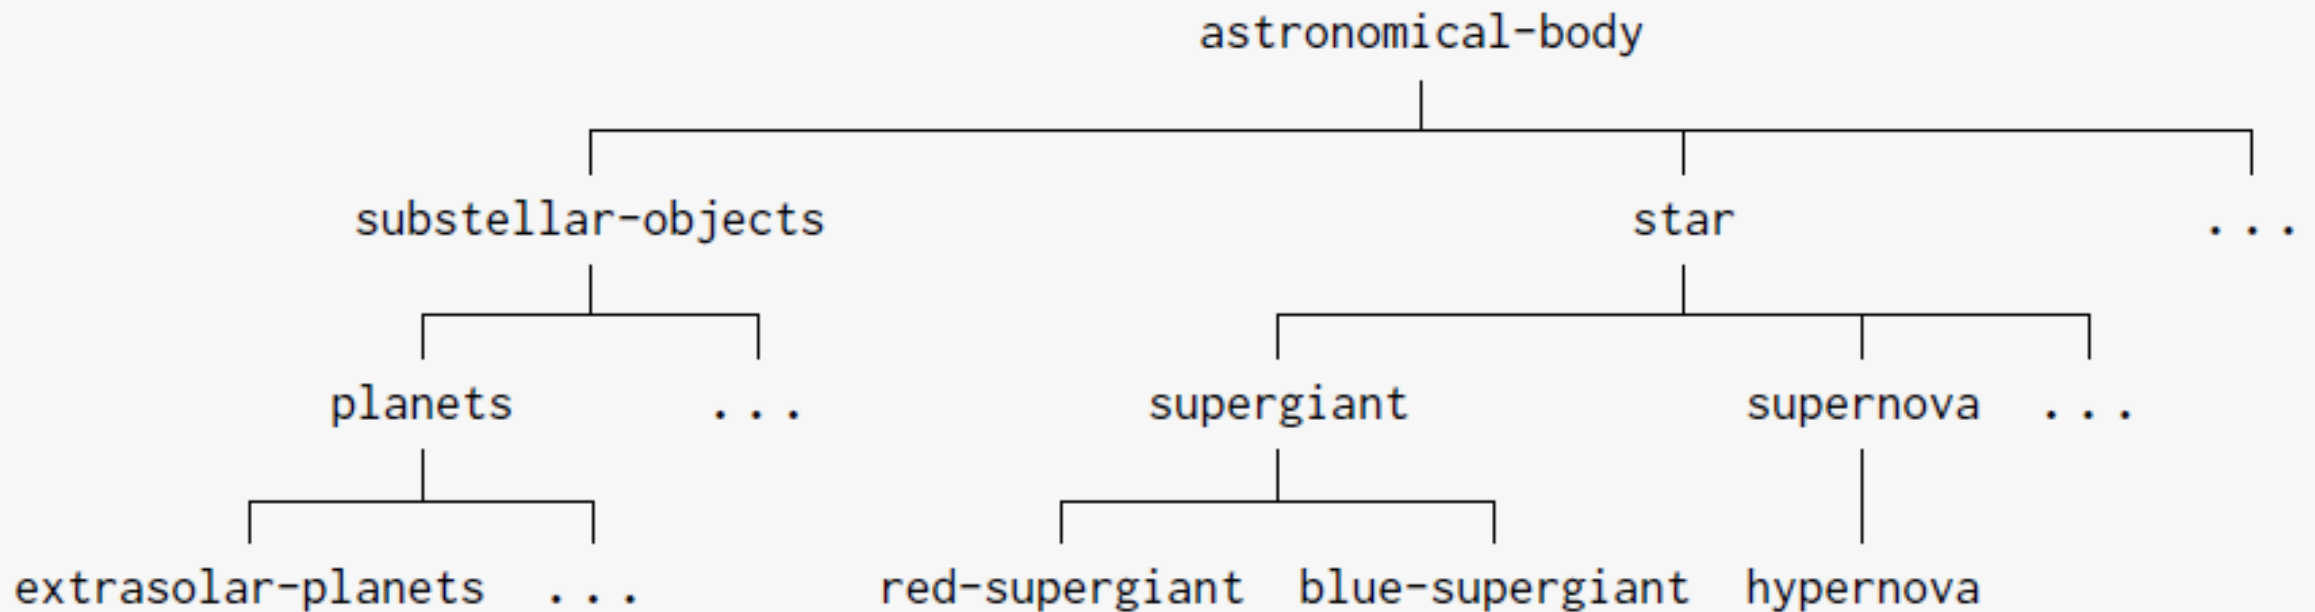 astronomical-body
substellar-objects star ...
planets ... supergiant supernova ...
extrasolar-planets ... red-supergiant blue-supergiant hypernova